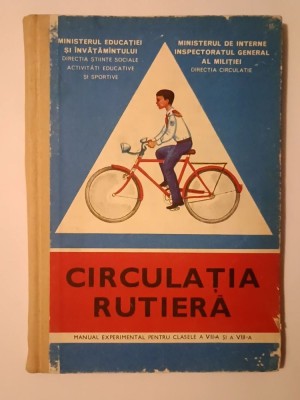 MINISTERUL EDUCAȚIEI
ȘI ÎNVĂȚĂMÎNTULUI
DIRECȚIA ȘTIINȚE SOCIALE
ACTIVITĂȚI EDUCATIVE
ȘI SPORTIVE
MINISTERUL DE INTERNE
INSPECTORATUL GENERAL
AL MILIȚIEI
DIRECȚIA CIRCULAȚIE
CIRCULAȚIA
RUTIERĂ
MANUAL EXPERIMENTAL PENTRU CLASELE A VII-A ȘI A VIII-A